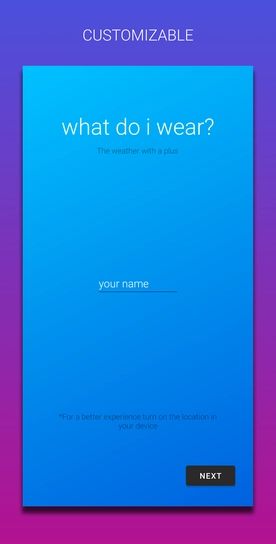 CUSTOMIZABLE
what do i wear?
The weather with a plus
your name
*For a better experience turn on the location in
your device
NEXT